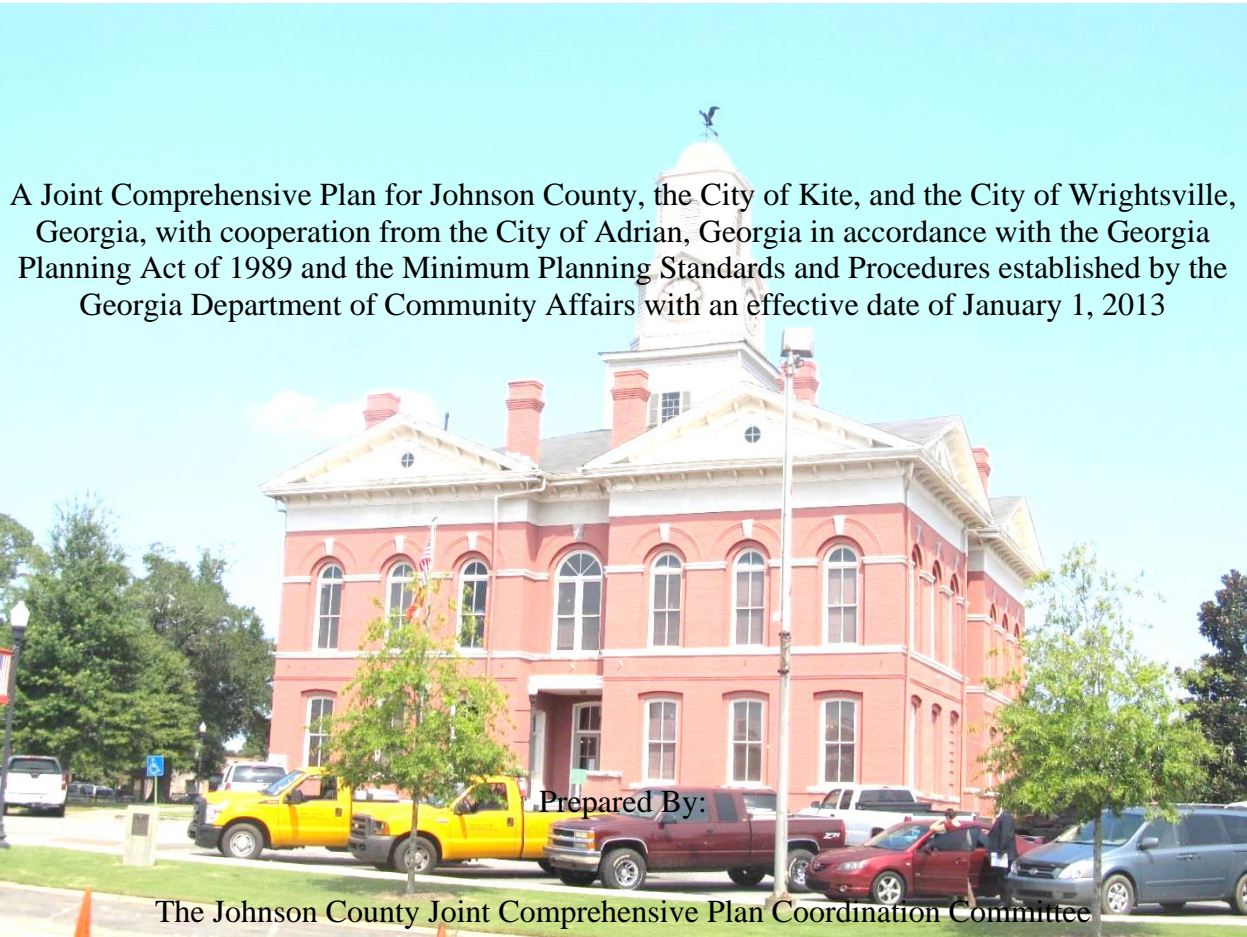 A Joint Comprehensive Plan for Johnson County, the City of Kite, and the City of Wrightsville,
Georgia, with cooperation from the City of Adrian, Georgia in accordance with the Georgia
Planning Act of 1989 and the Minimum Planning Standards and Procedures established by the
Georgia Department of Community Affairs with an effective date of January 1, 2013
Prepared By:
The Johnson County Joint Comprehensive Plan Coordination Committee